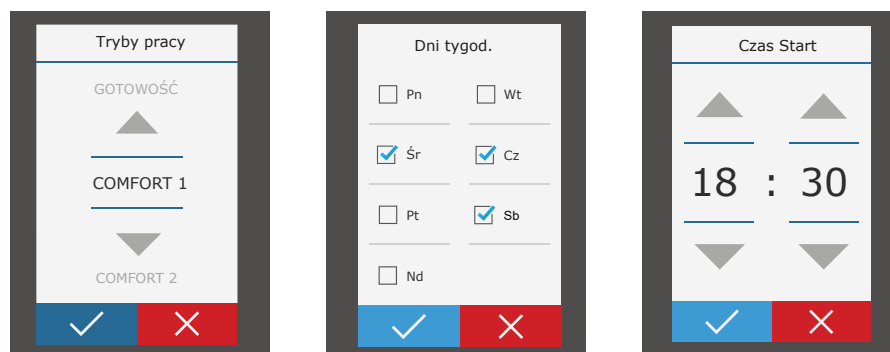 Tryby pracy
GOTOWOŚĆ
COMFORT 1
COMFORT 2
Dni tygod.
Pn Wt
Śr Cz
Pt Sb
Nd
Czas Start
18 : 30